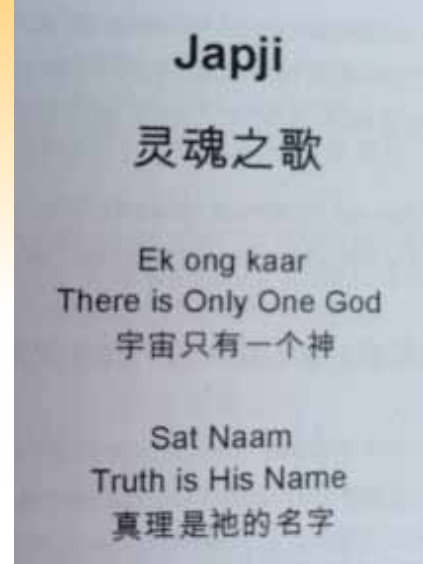 Japji
灵魂之歌
Ek ong kaar
There is Only One God
宇宙只有一个神
Sat Naam
Truth is His Name
真理是祂的名字